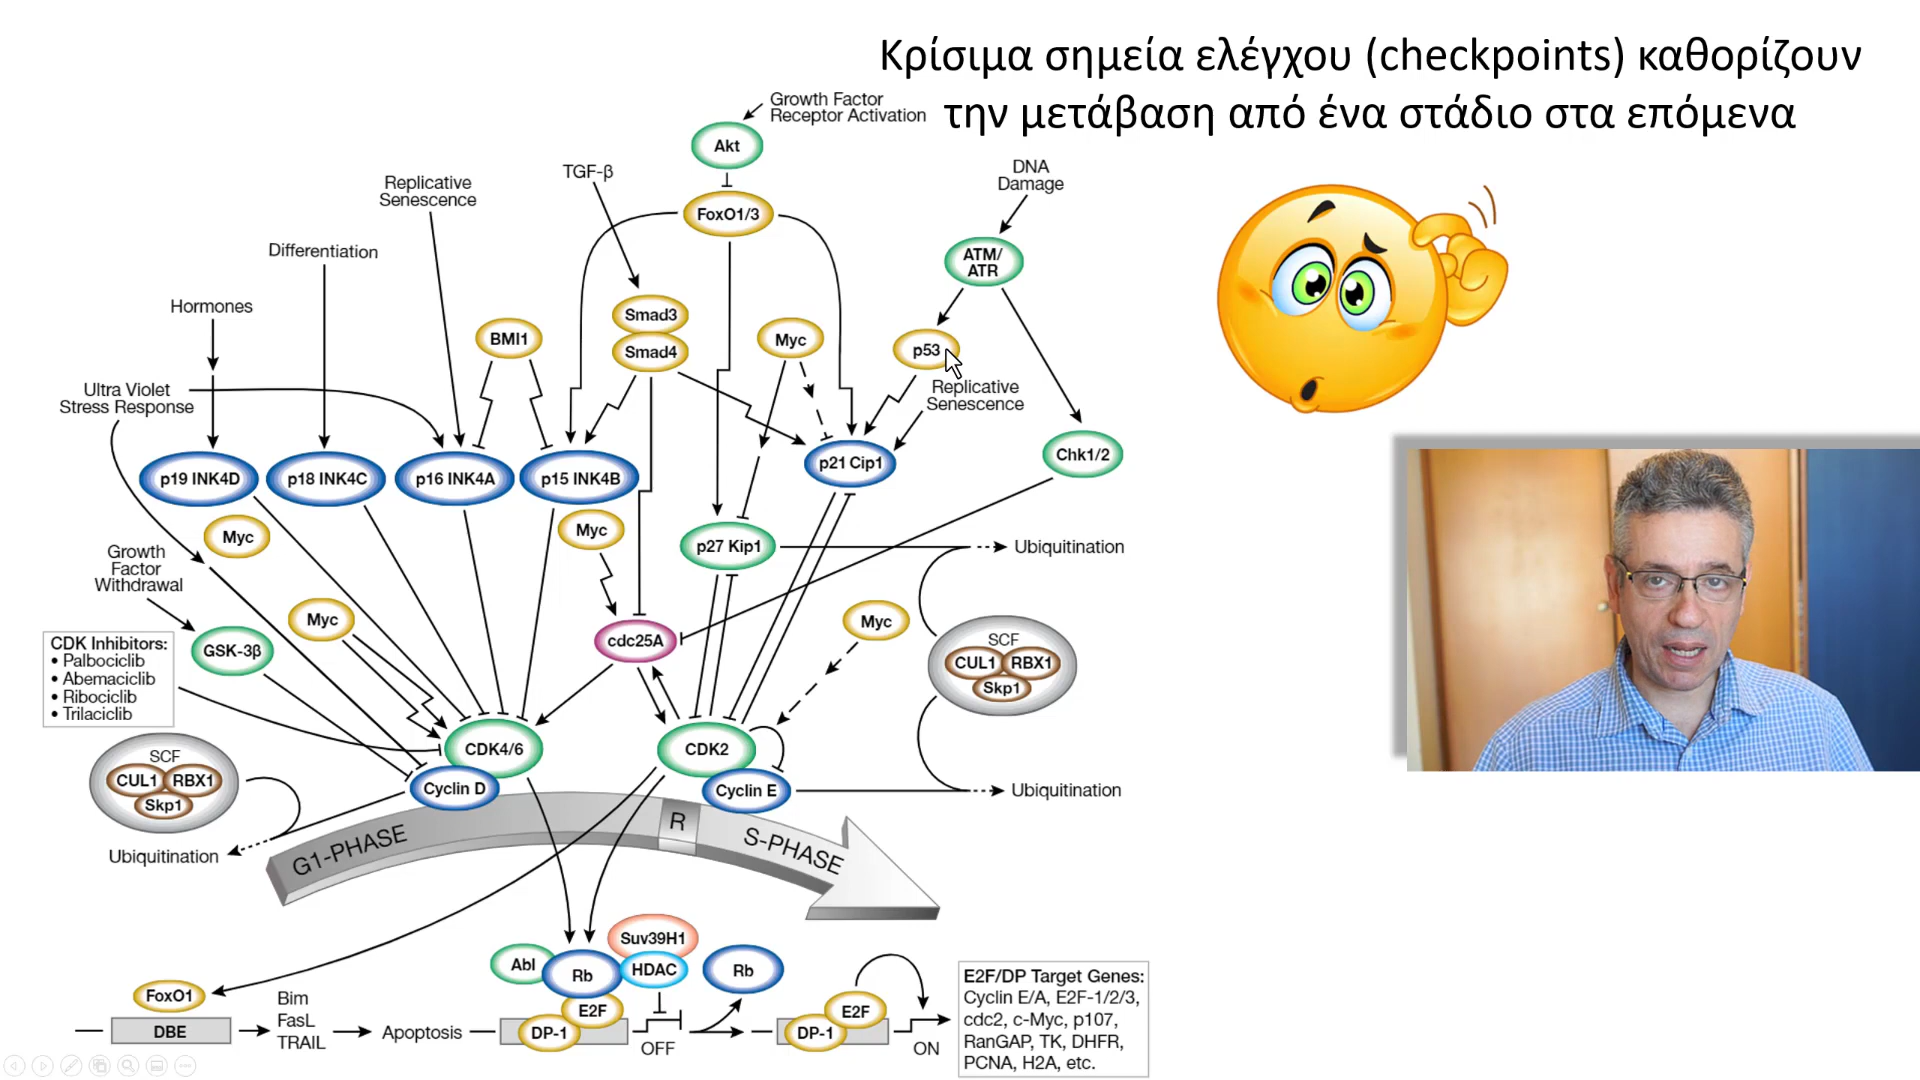 Κρίσιμα σημεία ελέγχου (checkpoints) καθορίζουν
την μετάβαση από ένα στάδιο στα επόμενα
Growth Factor
Receptor Activation
Akt
TGF-β
DNA
Damage
Replicative
Senescence
FoxO1/3
Differentiation
ATM/
ATR
Hormones
Smad3
BMI1
Myc
Smad4
p53
Ultra Violet
Stress Response
Replicative
Senescence
p19 INK4D
p18 INK4C
p16 INK4A
p15 INK4B
p21 Cip1
Chk1/2
Myc
Myc
p27 Kip1
Ubiquitination
Growth
Factor
Withdrawal
Myc
Myc
cdc25A
GSK-3β
CDK Inhibitors:
• Palbociclib
• Abemaciclib
• Ribociclib
• Trilaciclib
SCF
CUL1
RBX1
Skp1
CDK4/6
CDK2
SCF
CUL1
RBX1
Skp1
Cyclin D
Cyclin E
Ubiquitination
Ubiquitination
G1-PHASE
R
S-PHASE
Suv39H1
Abl
Rb
HDAC
Rb
FoxO1
DBE
Bim
FasL
TRAIL
Apoptosis
E2F
DP-1
OFF
E2F
DP-1
ON
E2F/DP Target Genes:
Cyclin E/A, E2F-1/2/3,
cdc2, c-Myc, p107,
RanGAP, TK, DHFR,
PCNA, H2A, etc.